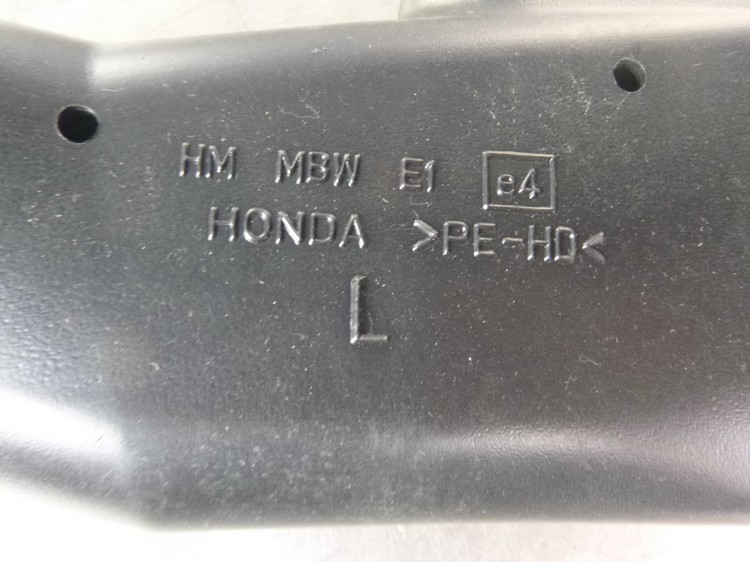 HM MBW E1 e4
HONDA >PE-HD<
L